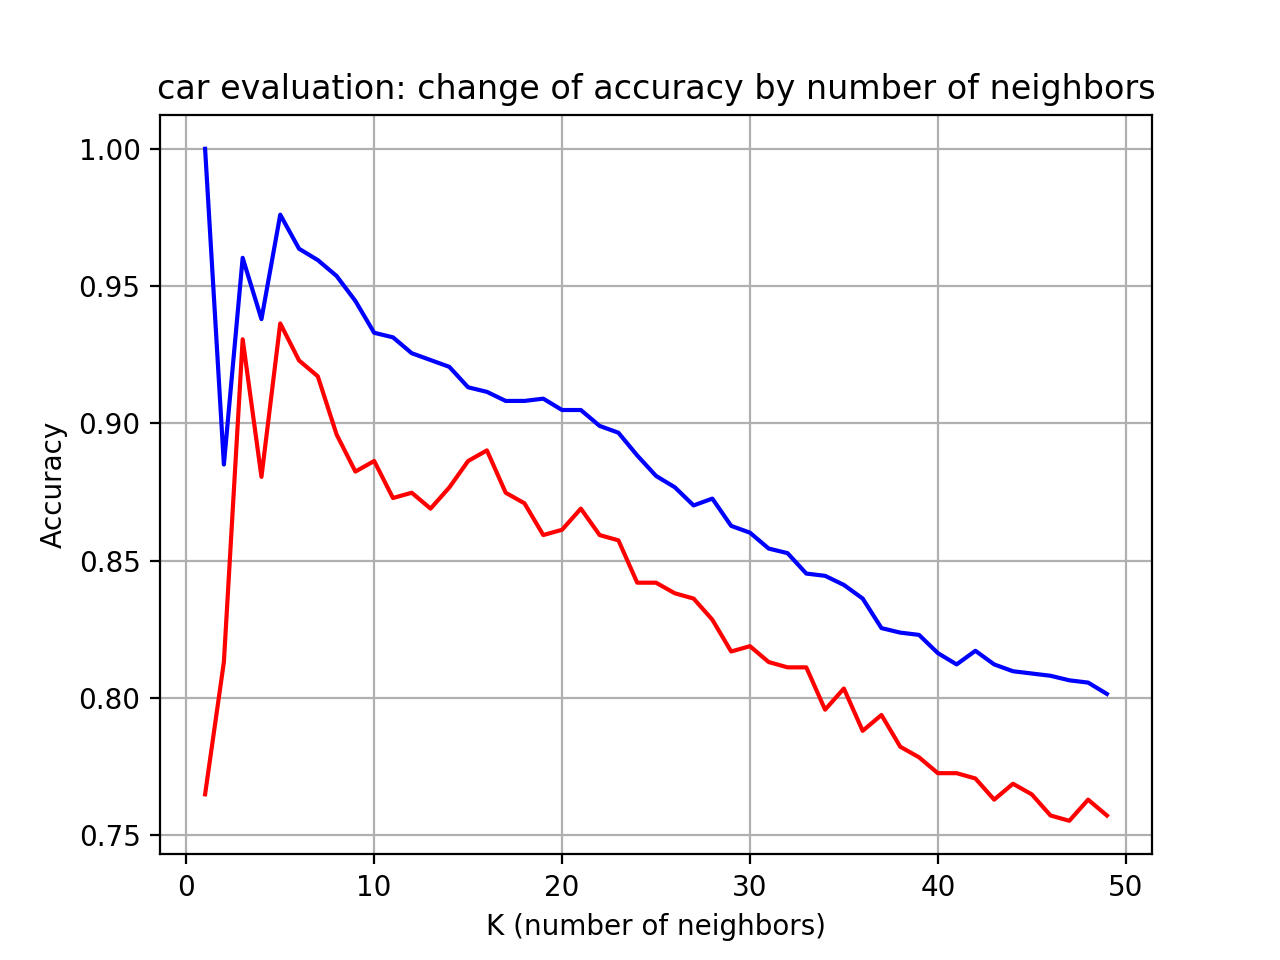 car evaluation: change of accuracy by number of neighbors
1.00
0.95
0.90
0.85
0.80
0.75
Accuracy
0 10 20 30 40 50
K (number of neighbors)